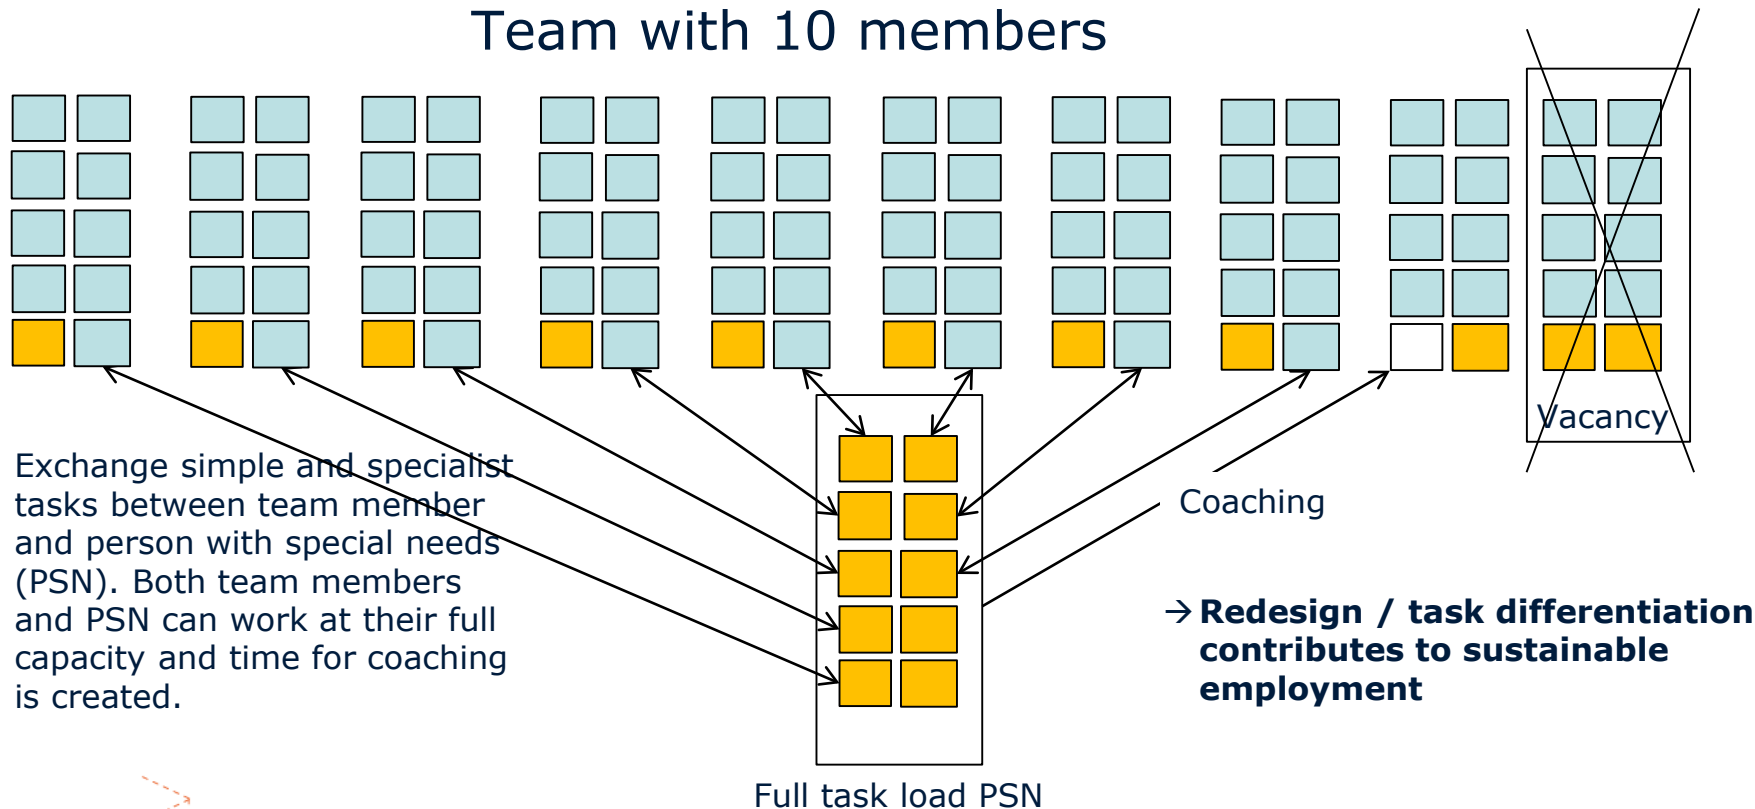 Team with 10 members
Vacancy
Exchange simple and specialist
tasks between team member
and person with special needs
(PSN). Both team members
and PSN can work at their full
capacity and time for coaching
is created.
Coaching
→ Redesign / task differentiation
contributes to sustainable
employment
Full task load PSN